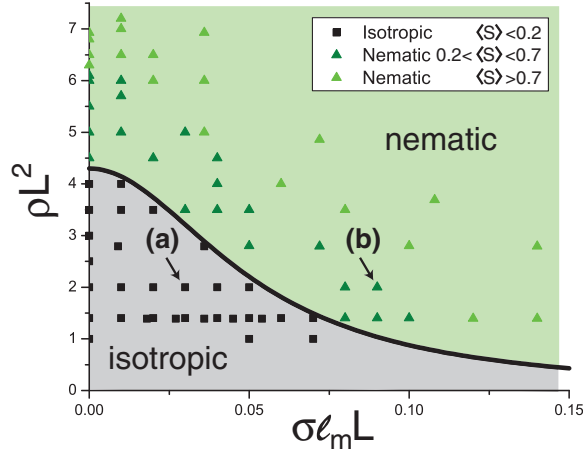 Isotropic ⟨S⟩ <0.2
Nematic 0.2< ⟨S⟩ <0.7
Nematic ⟨S⟩ >0.7
7
6
5
4
3
2
1
0
ρL²
nematic
(a)
(b)
isotropic
0.00
0.05
0.10
0.15
σℓₘL